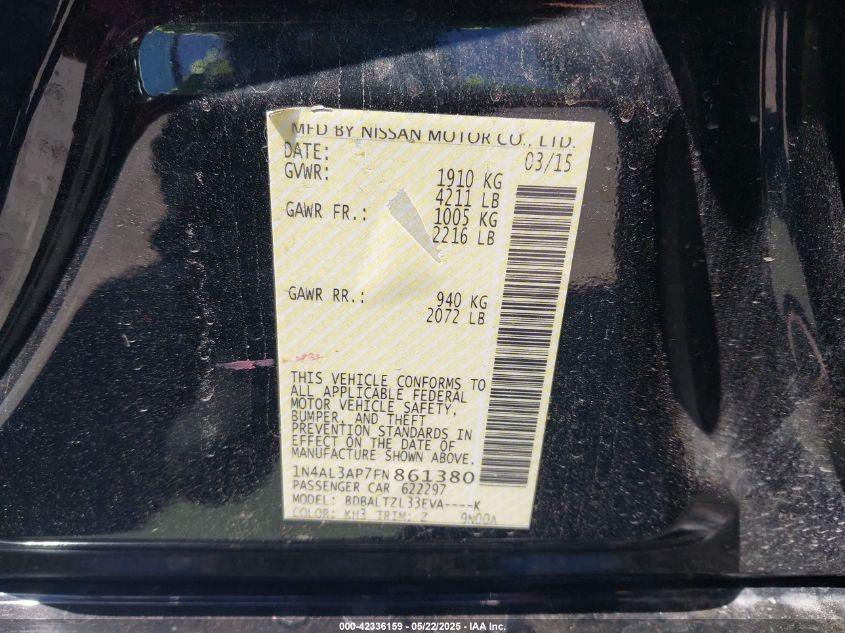 MFD BY NISSAN MOTOR CO., LTD.
DATE: 03/15
GVWR: 1910 KG
4211 LB
GAWR FR.: 1005 KG
2216 LB
GAWR RR.: 940 KG
2072 LB
THIS VEHICLE CONFORMS TO
ALL APPLICABLE FEDERAL
MOTOR VEHICLE SAFETY,
BUMPER, AND THEFT
PREVENTION STANDARDS IN
EFFECT ON THE DATE OF
MANUFACTURE SHOWN ABOVE.
1N4AL3AP7FN861380
PASSENGER CAR 622297
MODEL: BDBALTZL33EVA----K
COLOR: KH3 TRIM: Z 9N00A
000-42336159 - 05/22/2025 - IAA Inc.